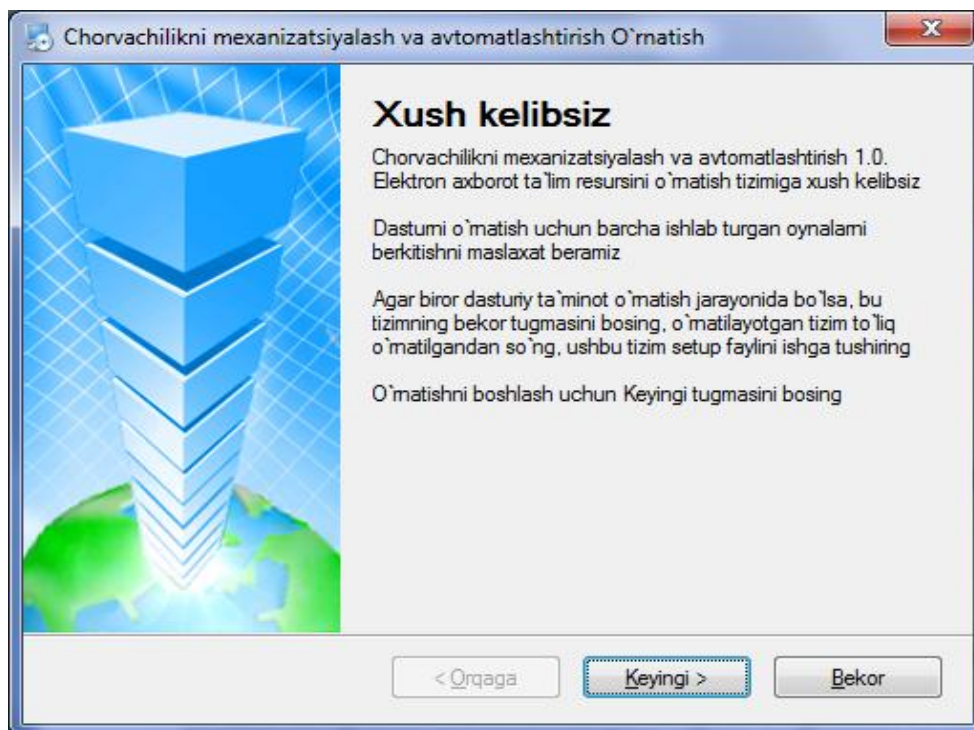 Chorvachilikni mexanizatsiyalash va avtomatlashtirish O`rnatish
Xush kelibsiz
Chorvachilikni mexanizatsiyalash va avtomatlashtirish 1.0.
Elektron axborot ta`lim resursini o`rnatish tizimiga xush kelibsiz
Dasturni o`rnatish uchun barcha ishlab turgan oynalarni
berkitishni maslaxat beramiz
Agar biror dasturiy ta`minot o`rnatish jarayonida bo`lsa, bu
tizimning bekor tugmasini bosing, o`rnatilayotgan tizim to`liq
o`rnatilgandan so`ng, ushbu tizim setup faylini ishga tushiring
O`rnatishni boshlash uchun Keyingi tugmasini bosing
< Orqaga
Keyingi >
Bekor